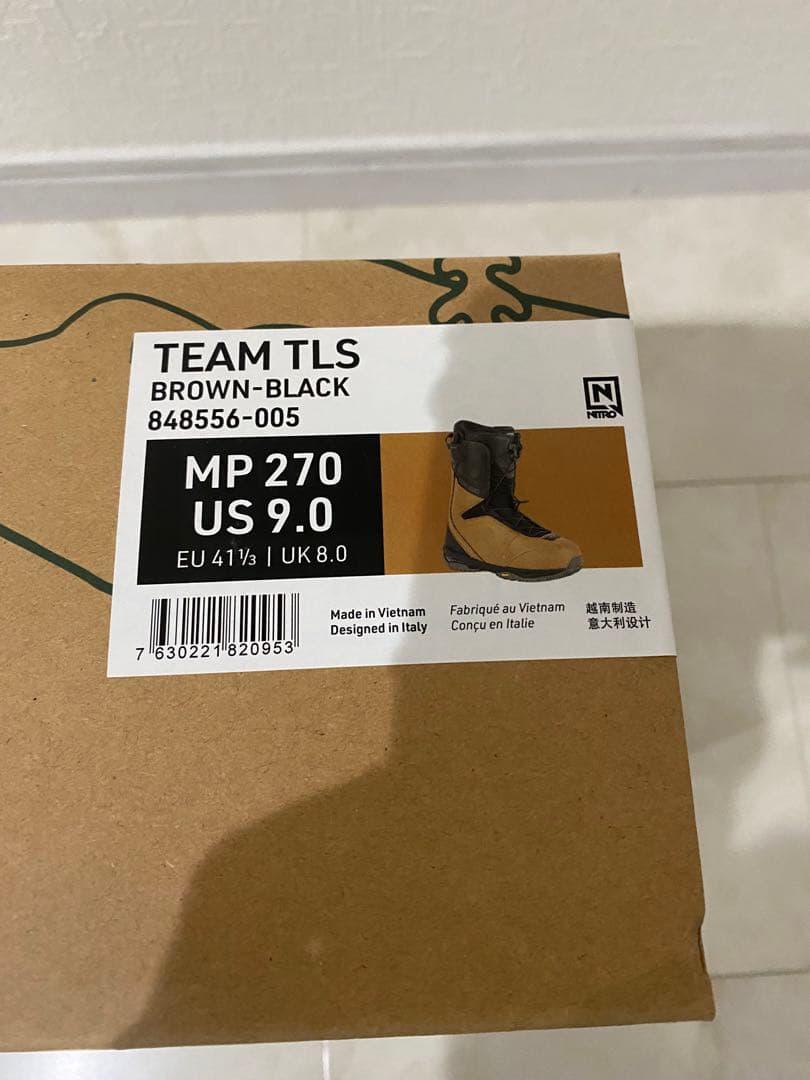 TEAM TLS
BROWN-BLACK
848556-005
NITRO
MP 270
US 9.0
EU 41⅓ | UK 8.0
7 630221 820953
Made in Vietnam
Designed in Italy
Fabriqué au Vietnam
Conçu en Italie
越南制造
意大利设计